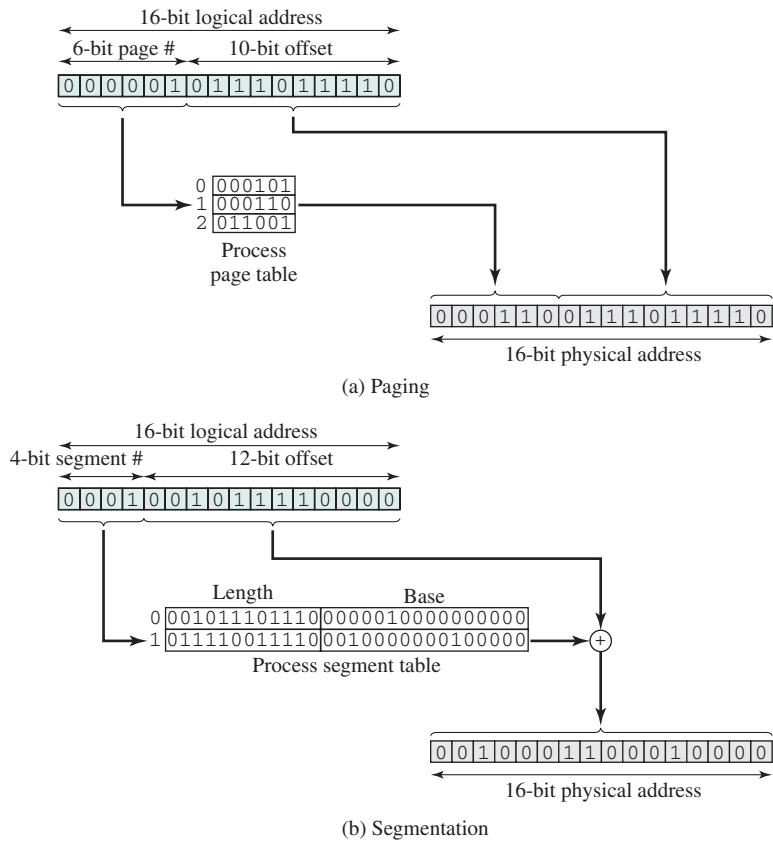 16-bit logical address
6-bit page # 10-bit offset
0 0 0 0 0 1 0 1 1 1 0 1 1 1 1 0
0 000101
1 000110
2 011001
Process
page table
0 0 0 1 1 0 0 1 1 1 0 1 1 1 1 0
16-bit physical address
(a) Paging
16-bit logical address
4-bit segment # 12-bit offset
0 0 0 1 0 0 1 0 1 1 1 1 0 0 0 0
Length Base
0 001011101110 0000010000000000
1 011110011110 0010000000100000
Process segment table
+
0 0 1 0 0 0 1 1 0 0 0 1 0 0 0 0
16-bit physical address
(b) Segmentation